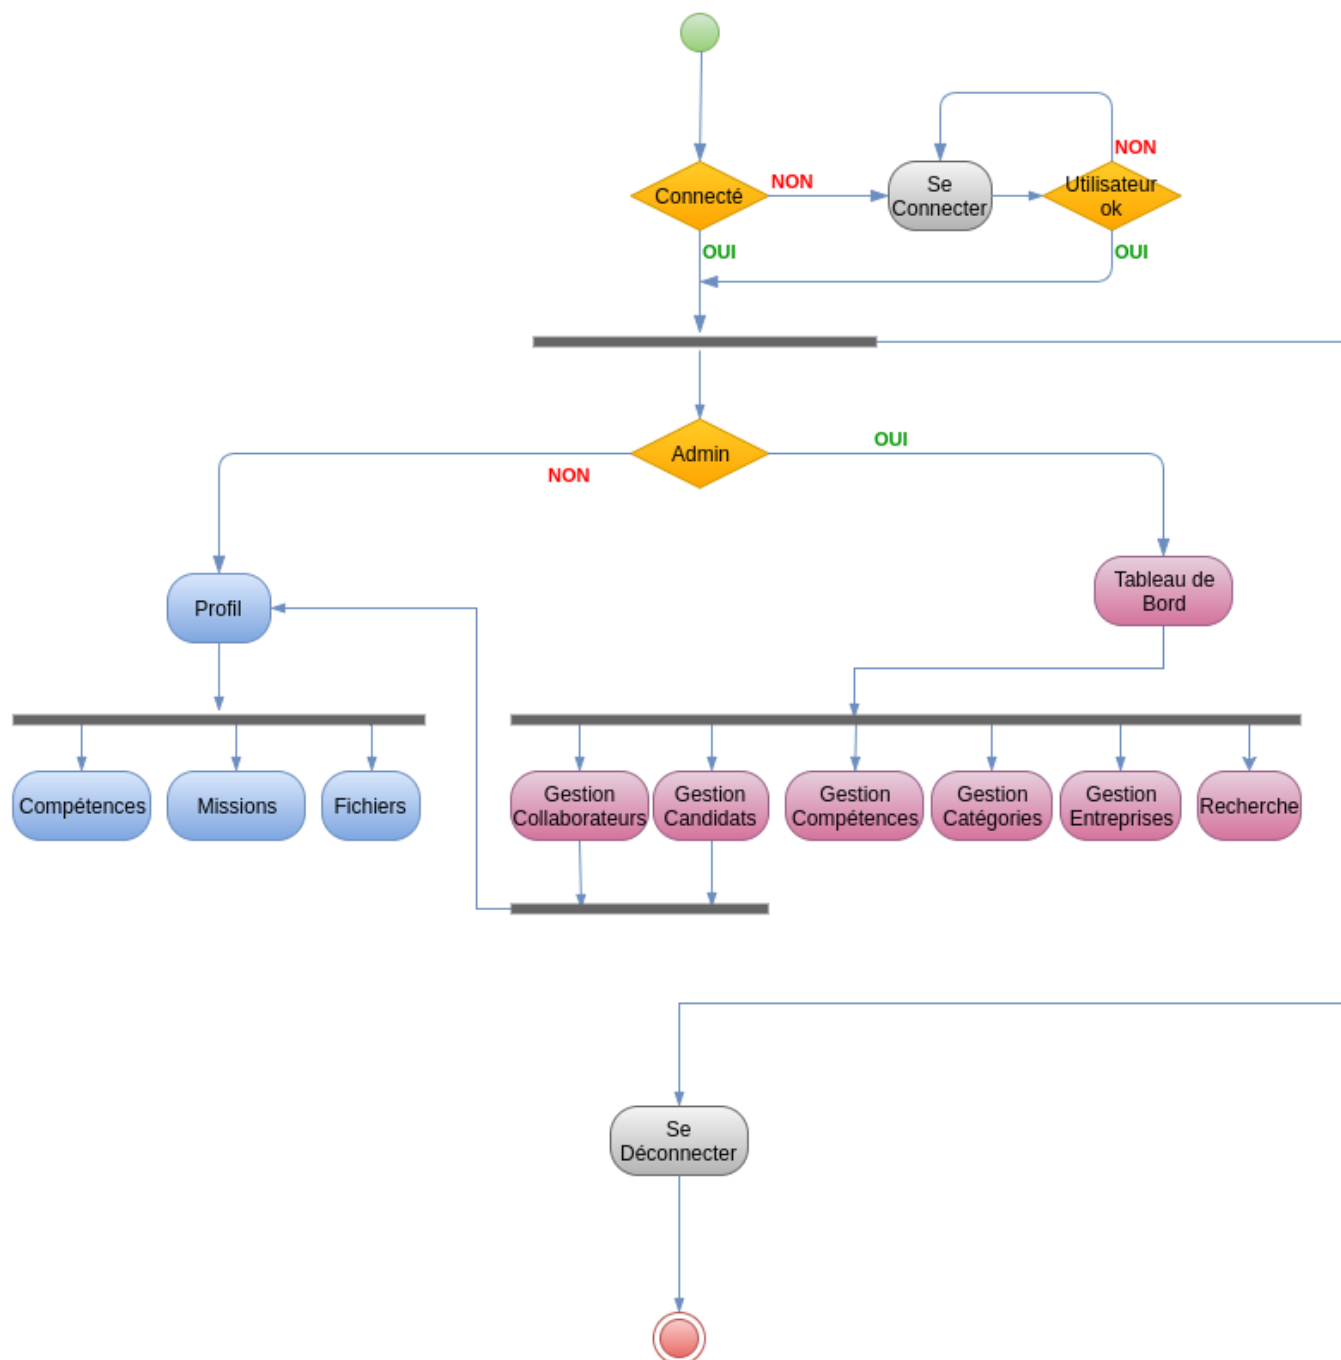 NON
Connecté
NON
Se
Connecter
Utilisateur
ok
OUI
OUI
Admin
OUI
NON
Profil
Tableau de
Bord
Compétences
Missions
Fichiers
Gestion
Collaborateurs
Gestion
Candidats
Gestion
Compétences
Gestion
Catégories
Gestion
Entreprises
Recherche
Se
Déconnecter